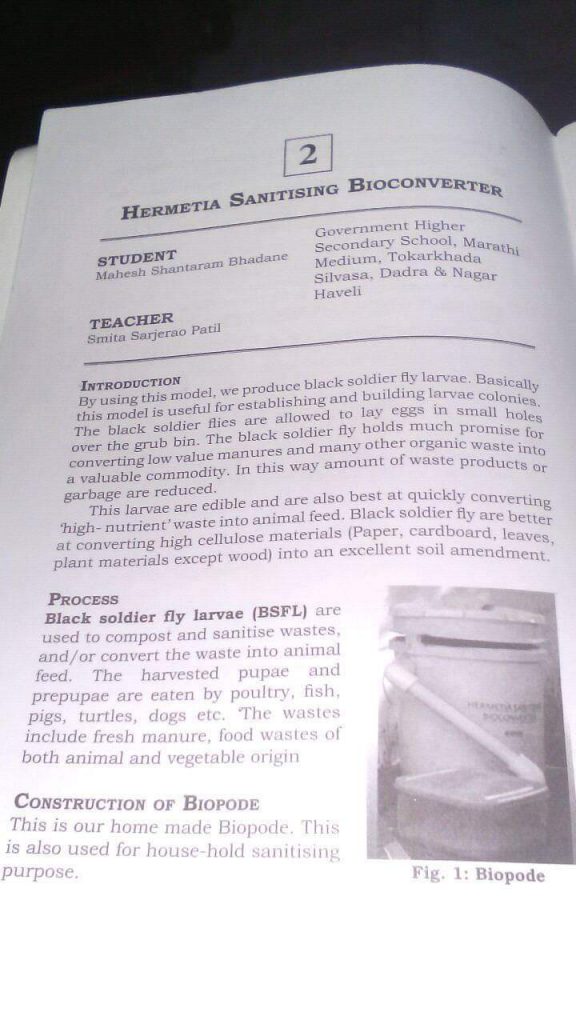 2
HERMETIA SANITISING BIOCONVERTER
STUDENT
Mahesh Shantaram Bhadane
Government Higher
Secondary School, Marathi
Medium, Tokarkhada
Silvasa, Dadra & Nagar
Haveli
TEACHER
Smita Sarjerao Patil
INTRODUCTION
By using this model, we produce black soldier fly larvae. Basically
this model is useful for establishing and building larvae colonies.
The black soldier flies are allowed to lay eggs in small holes
over the grub bin. The black soldier fly holds much promise for
converting low value manures and many other organic waste into
a valuable commodity. In this way amount of waste products or
garbage are reduced.
This larvae are edible and are also best at quickly converting
'high- nutrient' waste into animal feed. Black soldier fly are better
at converting high cellulose materials (Paper, cardboard, leaves,
plant materials except wood) into an excellent soil amendment.
PROCESS
Black soldier fly larvae (BSFL) are
used to compost and sanitise wastes,
and/or convert the waste into animal
feed. The harvested pupae and
prepupae are eaten by poultry, fish,
pigs, turtles, dogs etc. The wastes
include fresh manure, food wastes of
both animal and vegetable origin
CONSTRUCTION OF BIOPODE
This is our home made Biopode. This
is also used for house-hold sanitising
purpose.
HERMETIA
Fig. 1: Biopode